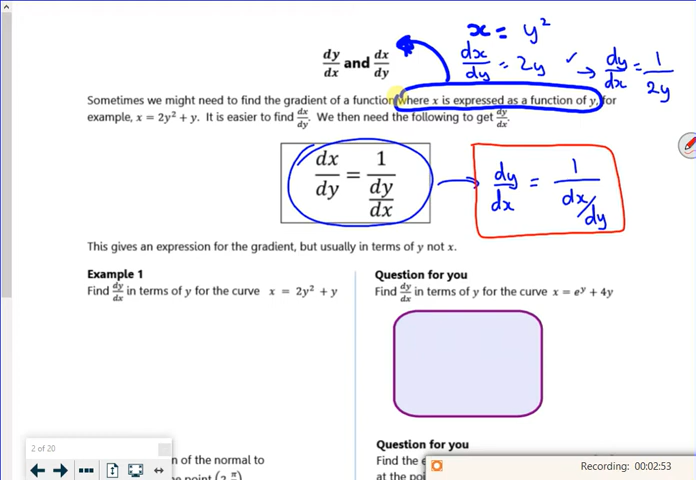 x = y²
dy/dx and dx/dy
dx/dy = 2y ✓ → dy/dx = 1/2y
Sometimes we might need to find the gradient of a function where x is expressed as a function of y, for
example, x = 2y² + y. It is easier to find dx/dy. We then need the following to get dy/dx.
dx/dy = 1/(dy/dx) → dy/dx = 1/(dx/dy)
This gives an expression for the gradient, but usually in terms of y not x.
Example 1
Find dy/dx in terms of y for the curve x = 2y² + y
Question for you
Find dy/dx in terms of y for the curve x = eʸ + 4y
2 of 20
n of the normal to
Question for you
Find the e
at the poi
Recording: 00:02:53